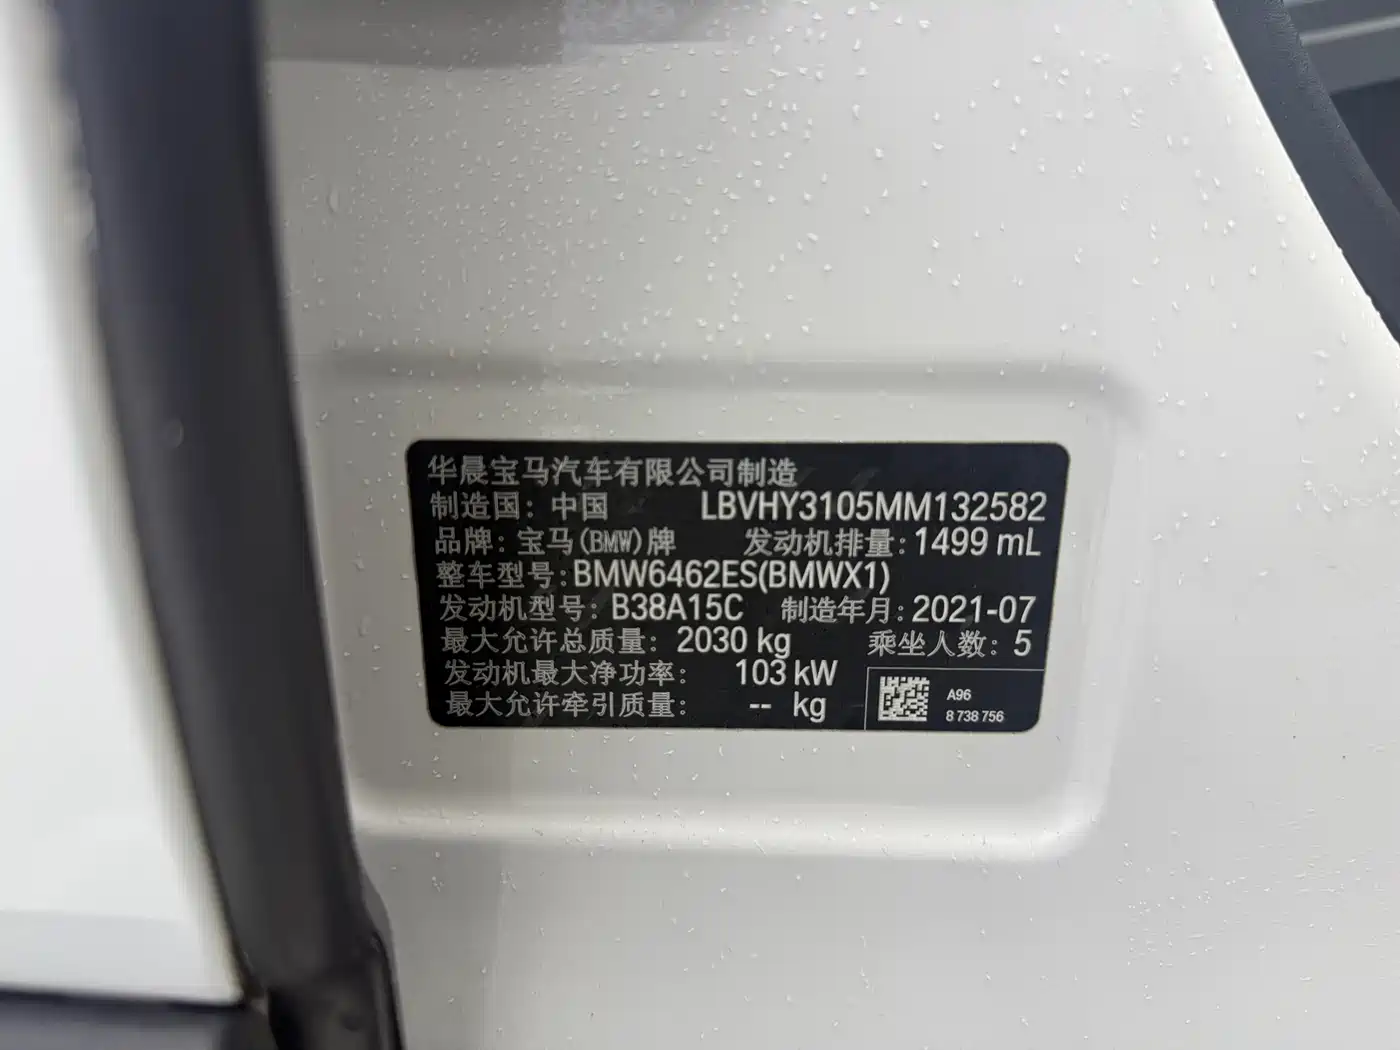 华晨宝马汽车有限公司制造
制造国：中国 LBVHY3105MM132582
品牌：宝马(BMW)牌 发动机排量：1499 mL
整车型号：BMW6462ES(BMWX1)
发动机型号：B38A15C 制造年月：2021-07
最大允许总质量：2030 kg 乘坐人数：5
发动机最大净功率：103 kW
最大允许牵引质量：-- kg
A96
8 738 756